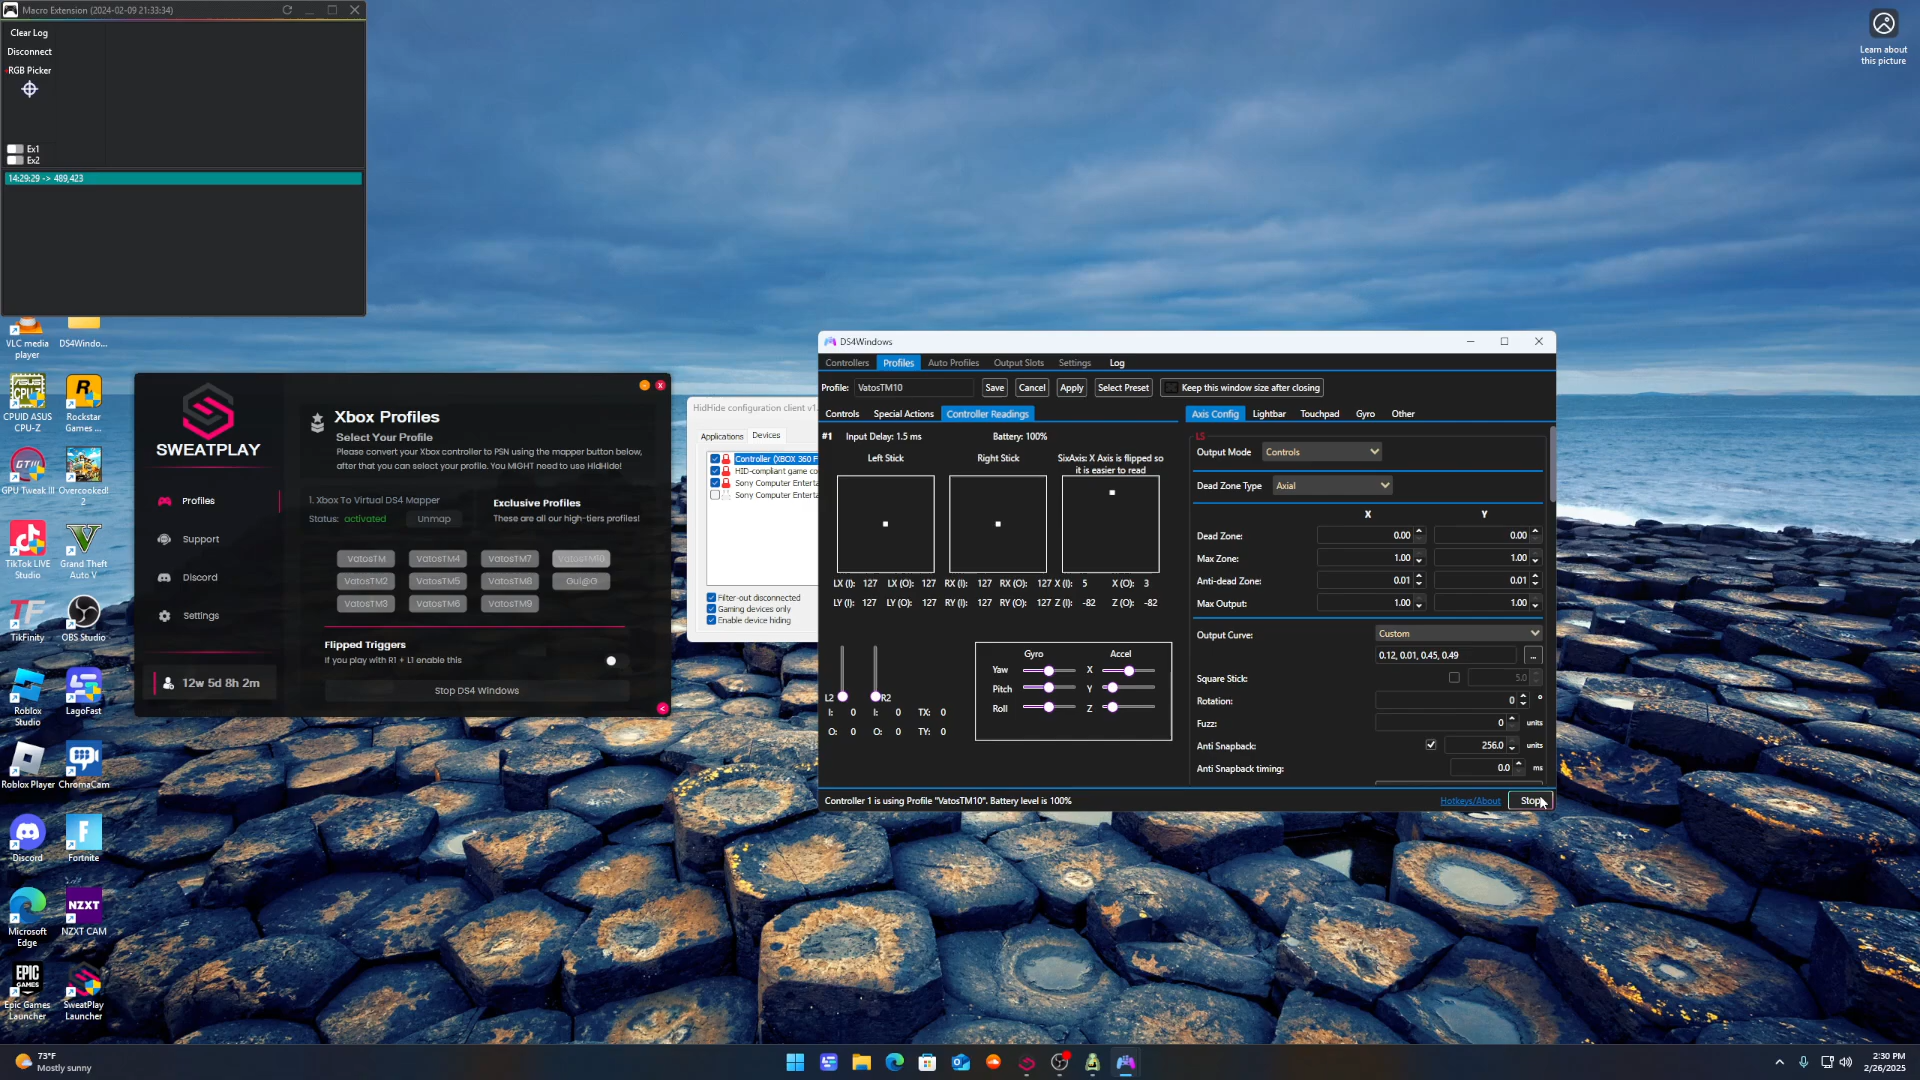 Macro Extension (2024-02-09 21:33:34)
Clear Log
Disconnect
RGB Picker
Ex1
Ex2
14:29:29 -> 489,423
Learn about
this picture
VLC media
player
DS4Windo...
CPUID ASUS
CPU-Z
Rockstar
Games ...
GPU Tweak III
Overcooked!
2
TikTok LIVE
Studio
Grand Theft
Auto V
TikFinity
OBS Studio
Roblox
Studio
LagoFast
Roblox Player
ChromaCam
Discord
Fortnite
Microsoft
Edge
NZXT
NZXT CAM
EPIC
GAMES
Epic Games
Launcher
SweatPlay
Launcher
SWEATPLAY
Profiles
Support
Discord
Settings
12w 5d 8h 2m
Xbox Profiles
Select Your Profile
Please convert your Xbox controller to PSN using the mapper button below,
after that you can select your profile. You MIGHT need to use HidHide!
1. Xbox To Virtual DS4 Mapper
Status: activated
Unmap
Exclusive Profiles
These are all our high-tiers profiles!
VatosTM
VatosTM4
VatosTM7
VatosTM10
VatosTM2
VatosTM5
VatosTM8
Gui@G
VatosTM3
VatosTM6
VatosTM9
Flipped Triggers
If you play with R1 + L1 enable this
Stop DS4 Windows
HidHide configuration client v1.
Applications
Devices
Controller (XBOX 360 F
HID-compliant game co
Sony Computer Enterta
Sony Computer Enterta
Filter-out disconnected
Gaming devices only
Enable device hiding
DS4Windows
Controllers
Profiles
Auto Profiles
Output Slots
Settings
Log
Profile: VatosTM10
Save
Cancel
Apply
Select Preset
Keep this window size after closing
Controls
Special Actions
Controller Readings
Axis Config
Lightbar
Touchpad
Gyro
Other
#1 Input Delay: 1.5 ms
Battery: 100%
Left Stick
Right Stick
SixAxis: X Axis is flipped so
it is easier to read
LX (I): 127 LX (O): 127 RX (I): 127 RX (O): 127 X (I): 5 X (O): 3
LY (I): 127 LY (O): 127 RY (I): 127 RY (O): 127 Z (I): -82 Z (O): -82
L2
R2
I: 0 I: 0 TX: 0
O: 0 O: 0 TY: 0
Gyro
Accel
Yaw
X
Pitch
Y
Roll
Z
LS
Output Mode
Controls
Dead Zone Type
Axial
X
Y
Dead Zone: 0.00 0.00
Max Zone: 1.00 1.00
Anti-dead Zone: 0.01 0.01
Max Output: 1.00 1.00
Output Curve: Custom
0.12, 0.01, 0.45, 0.49
...
Square Stick: 5.0
Rotation: 0 °
Fuzz: 0 units
Anti Snapback: 256.0 units
Anti Snapback timing: 0.0 ms
Controller 1 is using Profile "VatosTM10". Battery level is 100%
Hotkeys/About
Stop
73°F
Mostly sunny
2:30 PM
2/26/2025